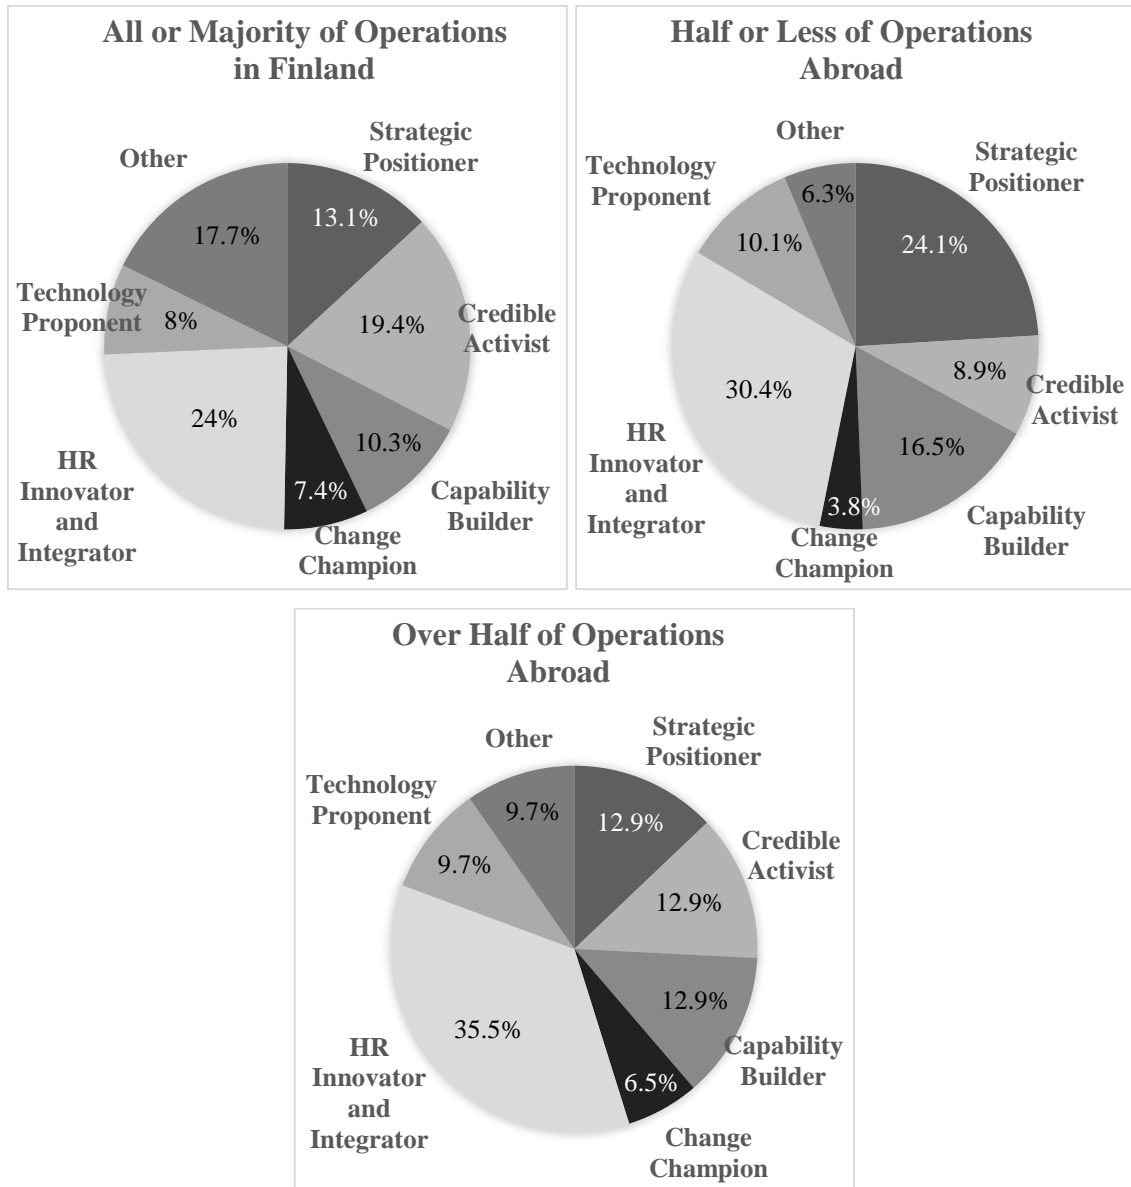 All or Majority of Operations
in Finland
Strategic
Positioner
13.1%
Credible
Activist
19.4%
Capability
Builder
10.3%
Change
Champion
7.4%
HR
Innovator
and
Integrator
24%
Technology
Proponent
8%
Other
17.7%
Half or Less of Operations
Abroad
Strategic
Positioner
24.1%
Credible
Activist
8.9%
Capability
Builder
16.5%
Change
Champion
3.8%
HR
Innovator
and
Integrator
30.4%
Technology
Proponent
10.1%
Other
6.3%
Over Half of Operations
Abroad
Strategic
Positioner
12.9%
Credible
Activist
12.9%
Capability
Builder
12.9%
Change
Champion
6.5%
HR
Innovator
and
Integrator
35.5%
Technology
Proponent
9.7%
Other
9.7%